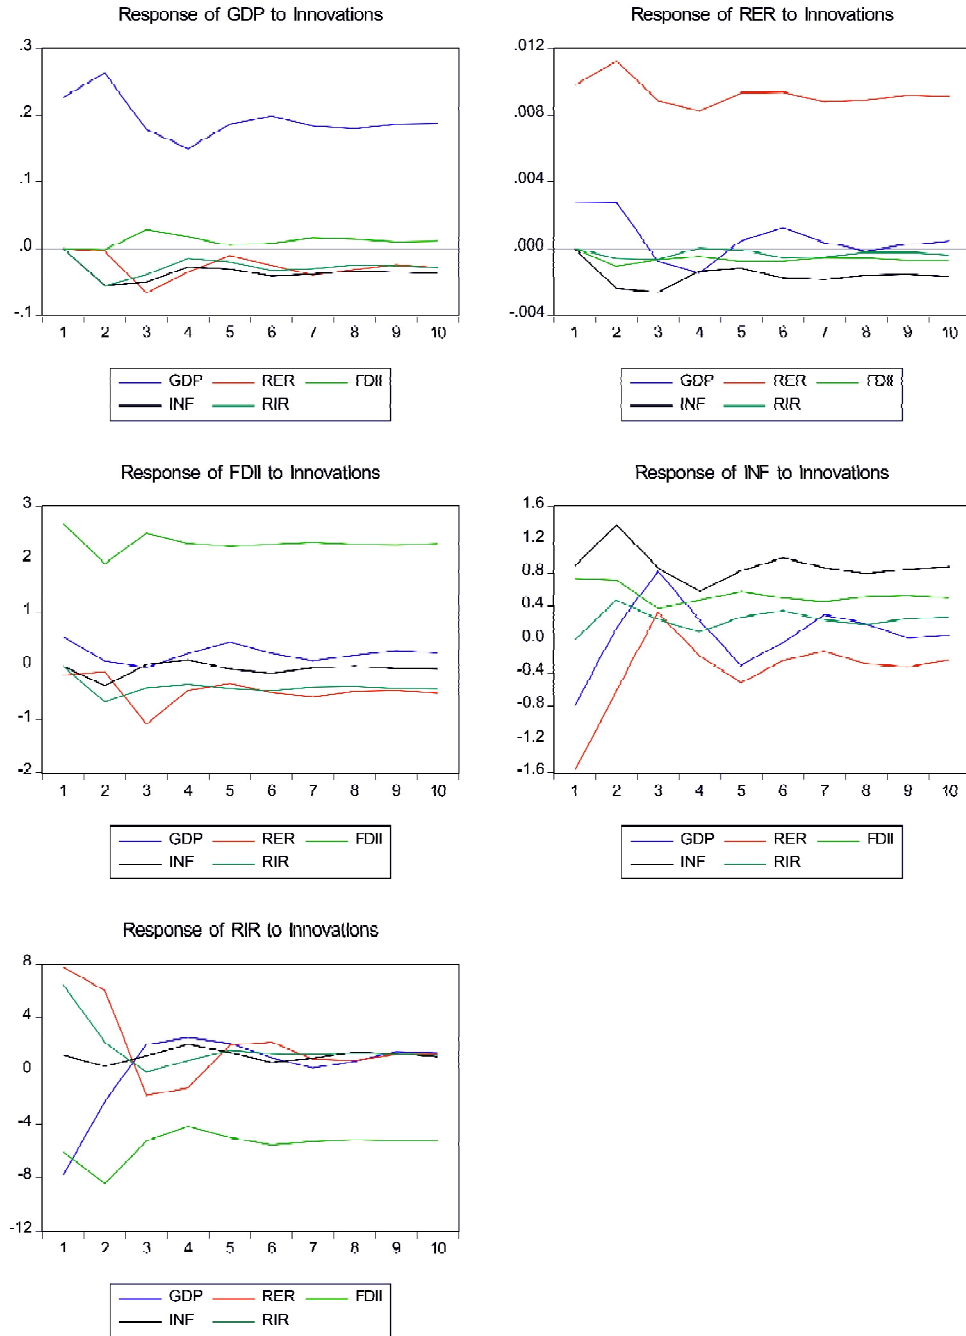 Response of GDP to Innovations
.3
.2
.1
.0
-.1
1 2 3 4 5 6 7 8 9 10
GDP RER FDII
INF RIR
Response of RER to Innovations
.012
.008
.004
.000
-.004
1 2 3 4 5 6 7 8 9 10
GDP RER FDII
INF RIR
Response of FDII to Innovations
3
2
1
0
-1
-2
1 2 3 4 5 6 7 8 9 10
GDP RER FDII
INF RIR
Response of INF to Innovations
1.6
1.2
0.8
0.4
0.0
-0.4
-0.8
-1.2
-1.6
1 2 3 4 5 6 7 8 9 10
GDP RER FDII
INF RIR
Response of RIR to Innovations
8
4
0
-4
-8
-12
1 2 3 4 5 6 7 8 9 10
GDP RER FDII
INF RIR